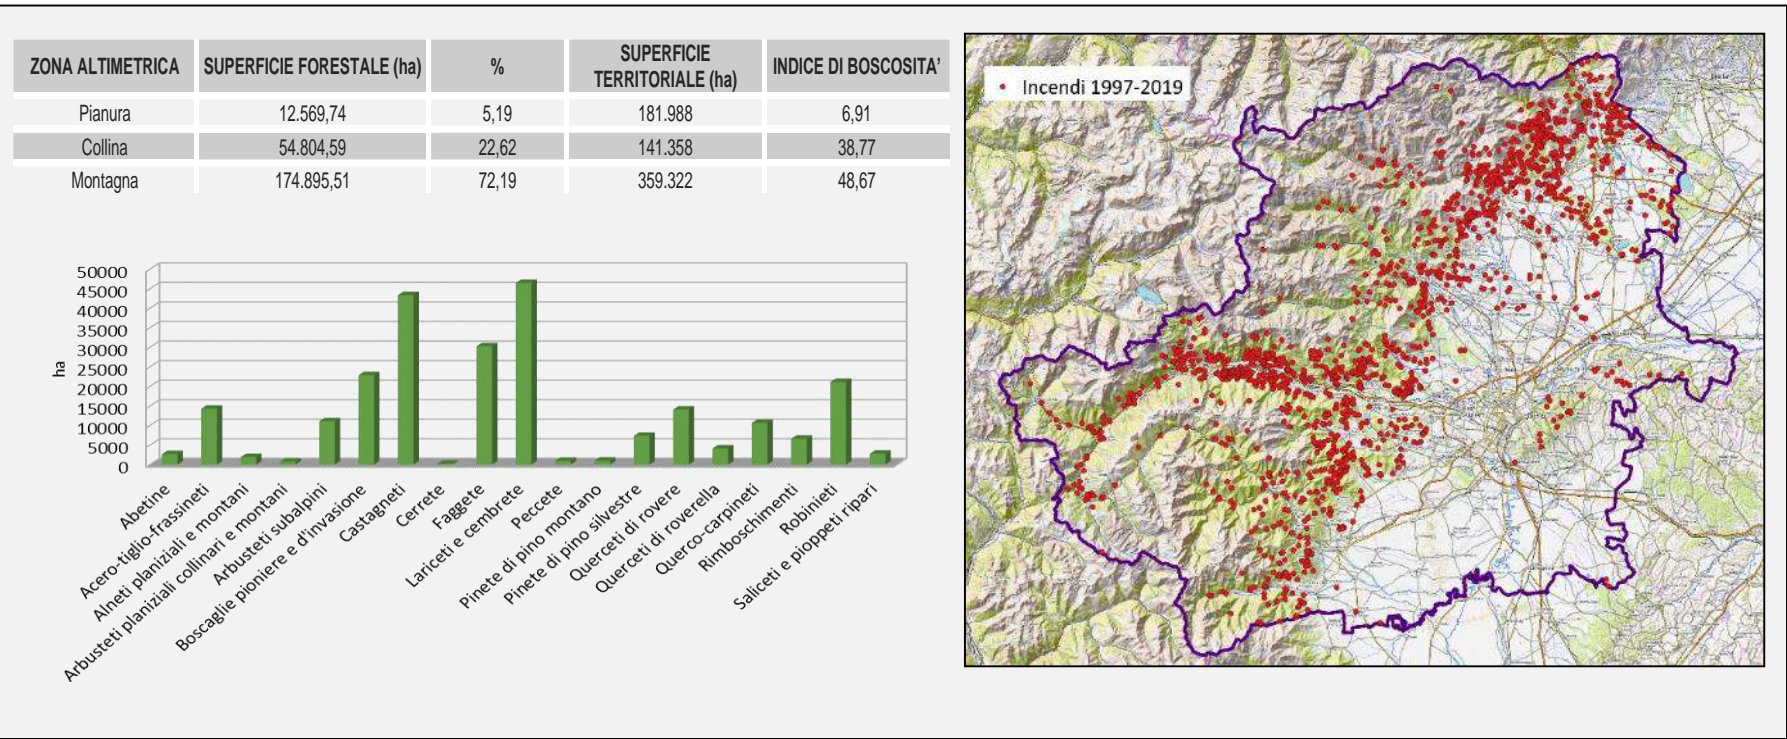 ZONA ALTIMETRICA SUPERFICIE FORESTALE (ha) % SUPERFICIE TERRITORIALE (ha) INDICE DI BOSCOSITA'
Pianura 12.569,74 5,19 181.988 6,91
Collina 54.804,59 22,62 141.358 38,77
Montagna 174.895,51 72,19 359.322 48,67
50000
45000
40000
35000
30000
25000
20000
15000
10000
5000
0
ha
Abetine
Acero-tiglio-frassineti
Alneti planiziali e montani
Arbusteti planiziali collinari e montani
Arbusteti subalpini
Boscaglie pioniere e d'invasione
Castagneti
Cerrete
Faggete
Lariceti e cembrete
Peccete
Pinete di pino montano
Pinete di pino silvestre
Querceti di rovere
Querceti di roverella
Querco-carpineti
Rimboschimenti
Robinieti
Saliceti e pioppeti ripari
Incendi 1997-2019